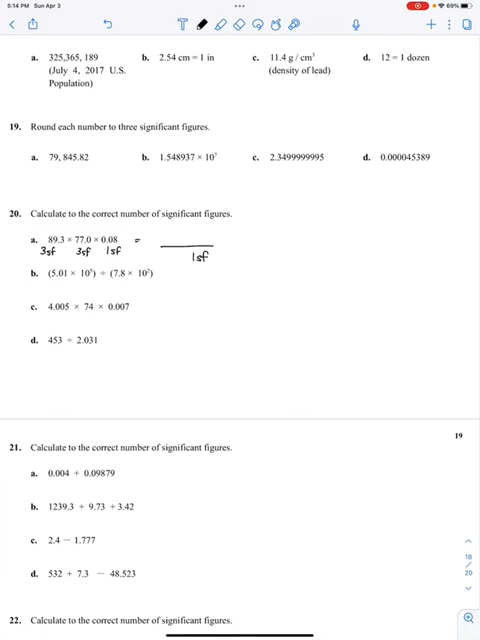 5:14 PM Sun Apr 3 ••• 69%
a. 325,365, 189 b. 2.54 cm = 1 in c. 11.4 g / cm³ d. 12 = 1 dozen
(July 4, 2017 U.S. (density of lead)
Population)
19. Round each number to three significant figures.
a. 79, 845.82 b. 1.548937 × 10⁷ c. 2.3499999995 d. 0.000045389
20. Calculate to the correct number of significant figures.
a. 89.3 × 77.0 × 0.08 =
3sf 3sf 1sf 1sf
b. (5.01 × 10⁵) ÷ (7.8 × 10²)
c. 4.005 × 74 × 0.007
d. 453 ÷ 2.031
19
21. Calculate to the correct number of significant figures.
a. 0.004 + 0.09879
b. 1239.3 + 9.73 + 3.42
c. 2.4 − 1.777
d. 532 + 7.3 − 48.523
18
/
20
22. Calculate to the correct number of significant figures.